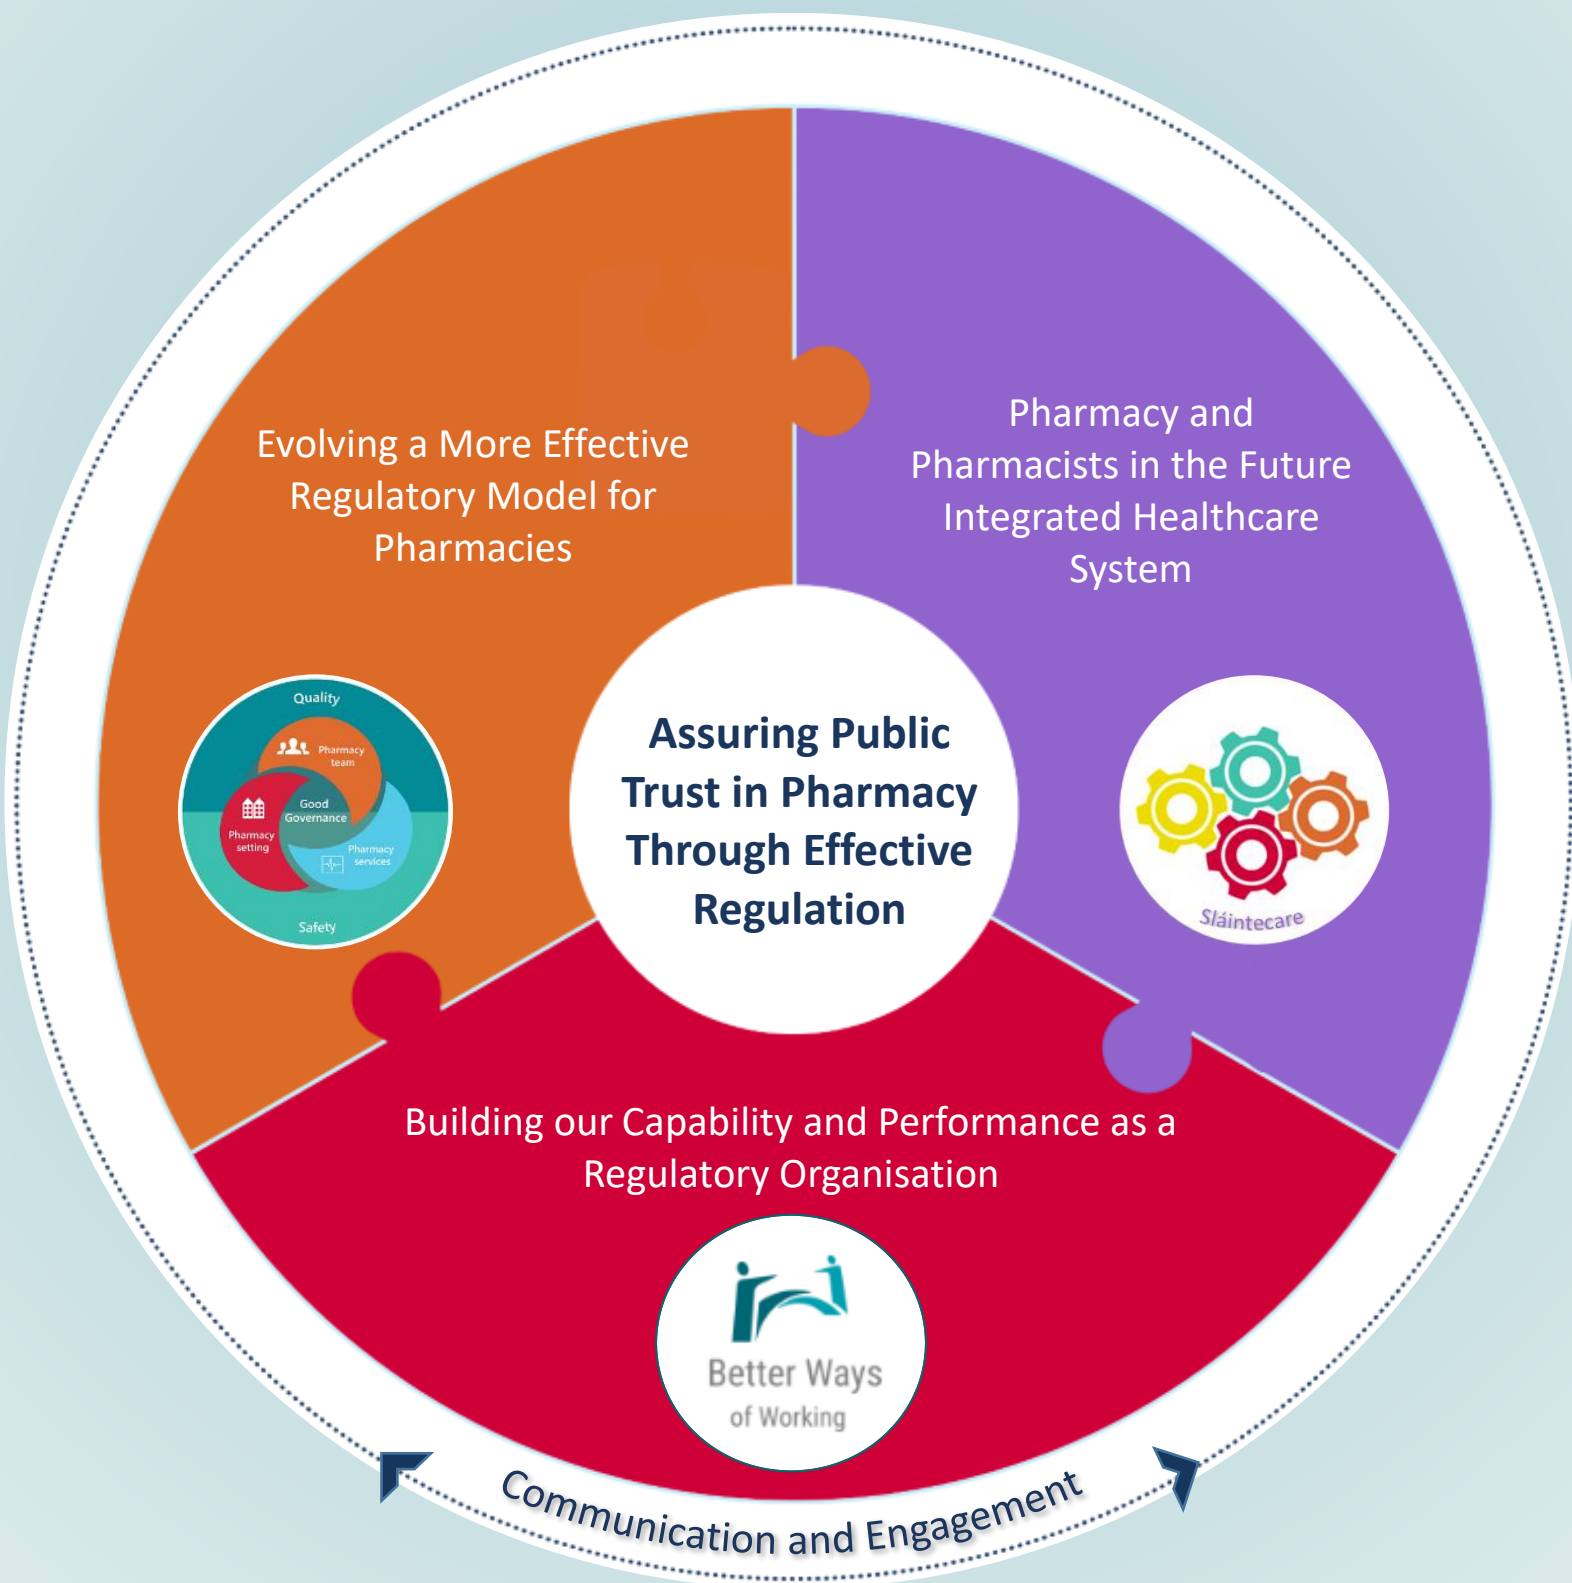 Evolving a More Effective
Regulatory Model for
Pharmacies
Pharmacy and
Pharmacists in the Future
Integrated Healthcare
System
Quality
Pharmacy
team
Good
Governance
Pharmacy
setting
Pharmacy
services
Safety
Assuring Public
Trust in Pharmacy
Through Effective
Regulation
Sláintecare
Building our Capability and Performance as a
Regulatory Organisation
Better Ways
of Working
Communication and Engagement